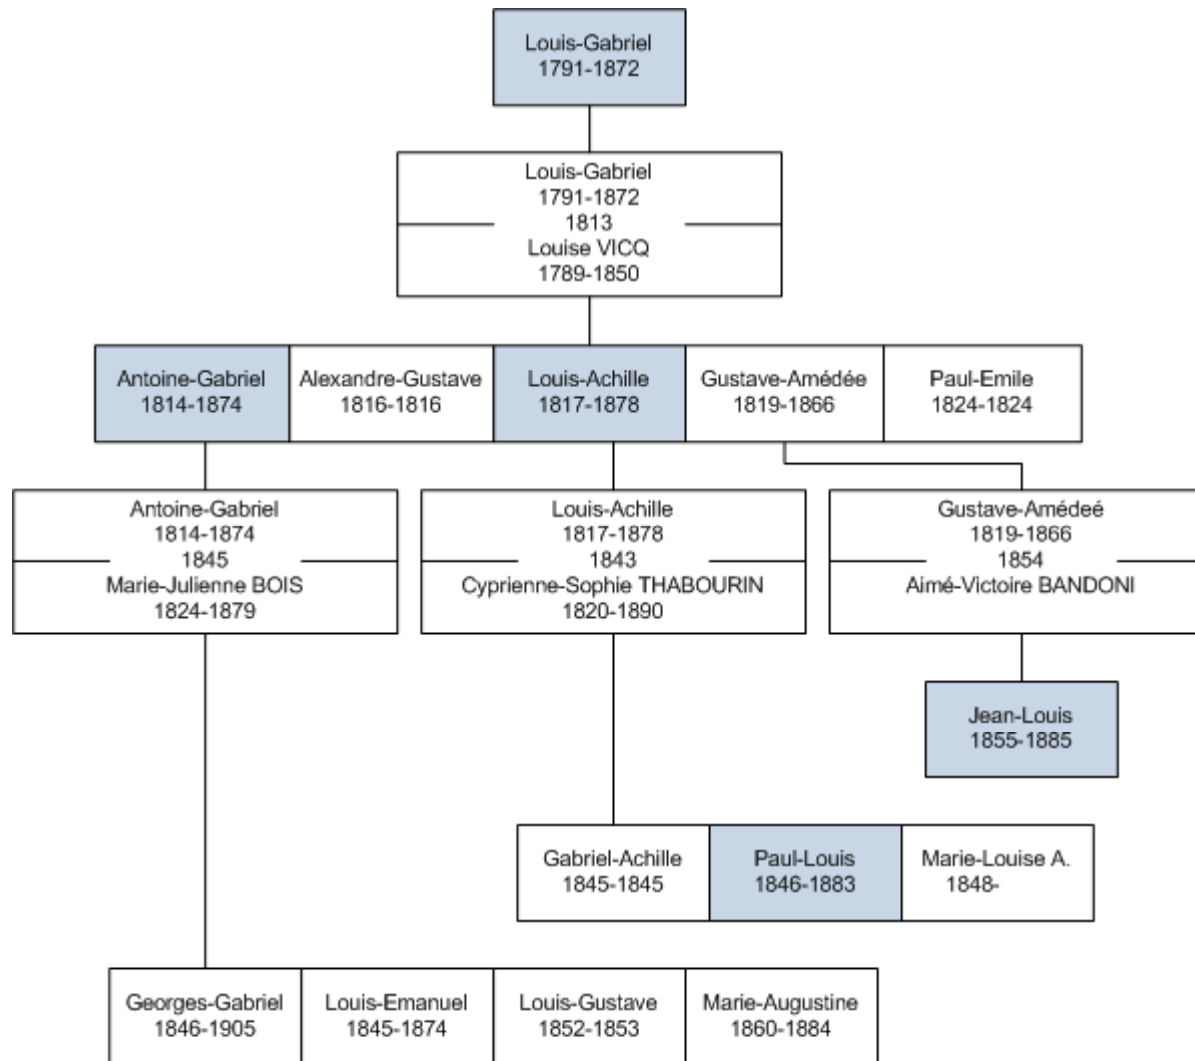 Louis-Gabriel
1791-1872
Louis-Gabriel
1791-1872
1813
Louise VICQ
1789-1850
Antoine-Gabriel
1814-1874
Alexandre-Gustave
1816-1816
Louis-Achille
1817-1878
Gustave-Amédée
1819-1866
Paul-Emile
1824-1824
Antoine-Gabriel
1814-1874
1845
Marie-Julienne BOIS
1824-1879
Louis-Achille
1817-1878
1843
Cyprienne-Sophie THABOURIN
1820-1890
Gustave-Amédeé
1819-1866
1854
Aimé-Victoire BANDONI
Jean-Louis
1855-1885
Gabriel-Achille
1845-1845
Paul-Louis
1846-1883
Marie-Louise A.
1848-
Georges-Gabriel
1846-1905
Louis-Emanuel
1845-1874
Louis-Gustave
1852-1853
Marie-Augustine
1860-1884